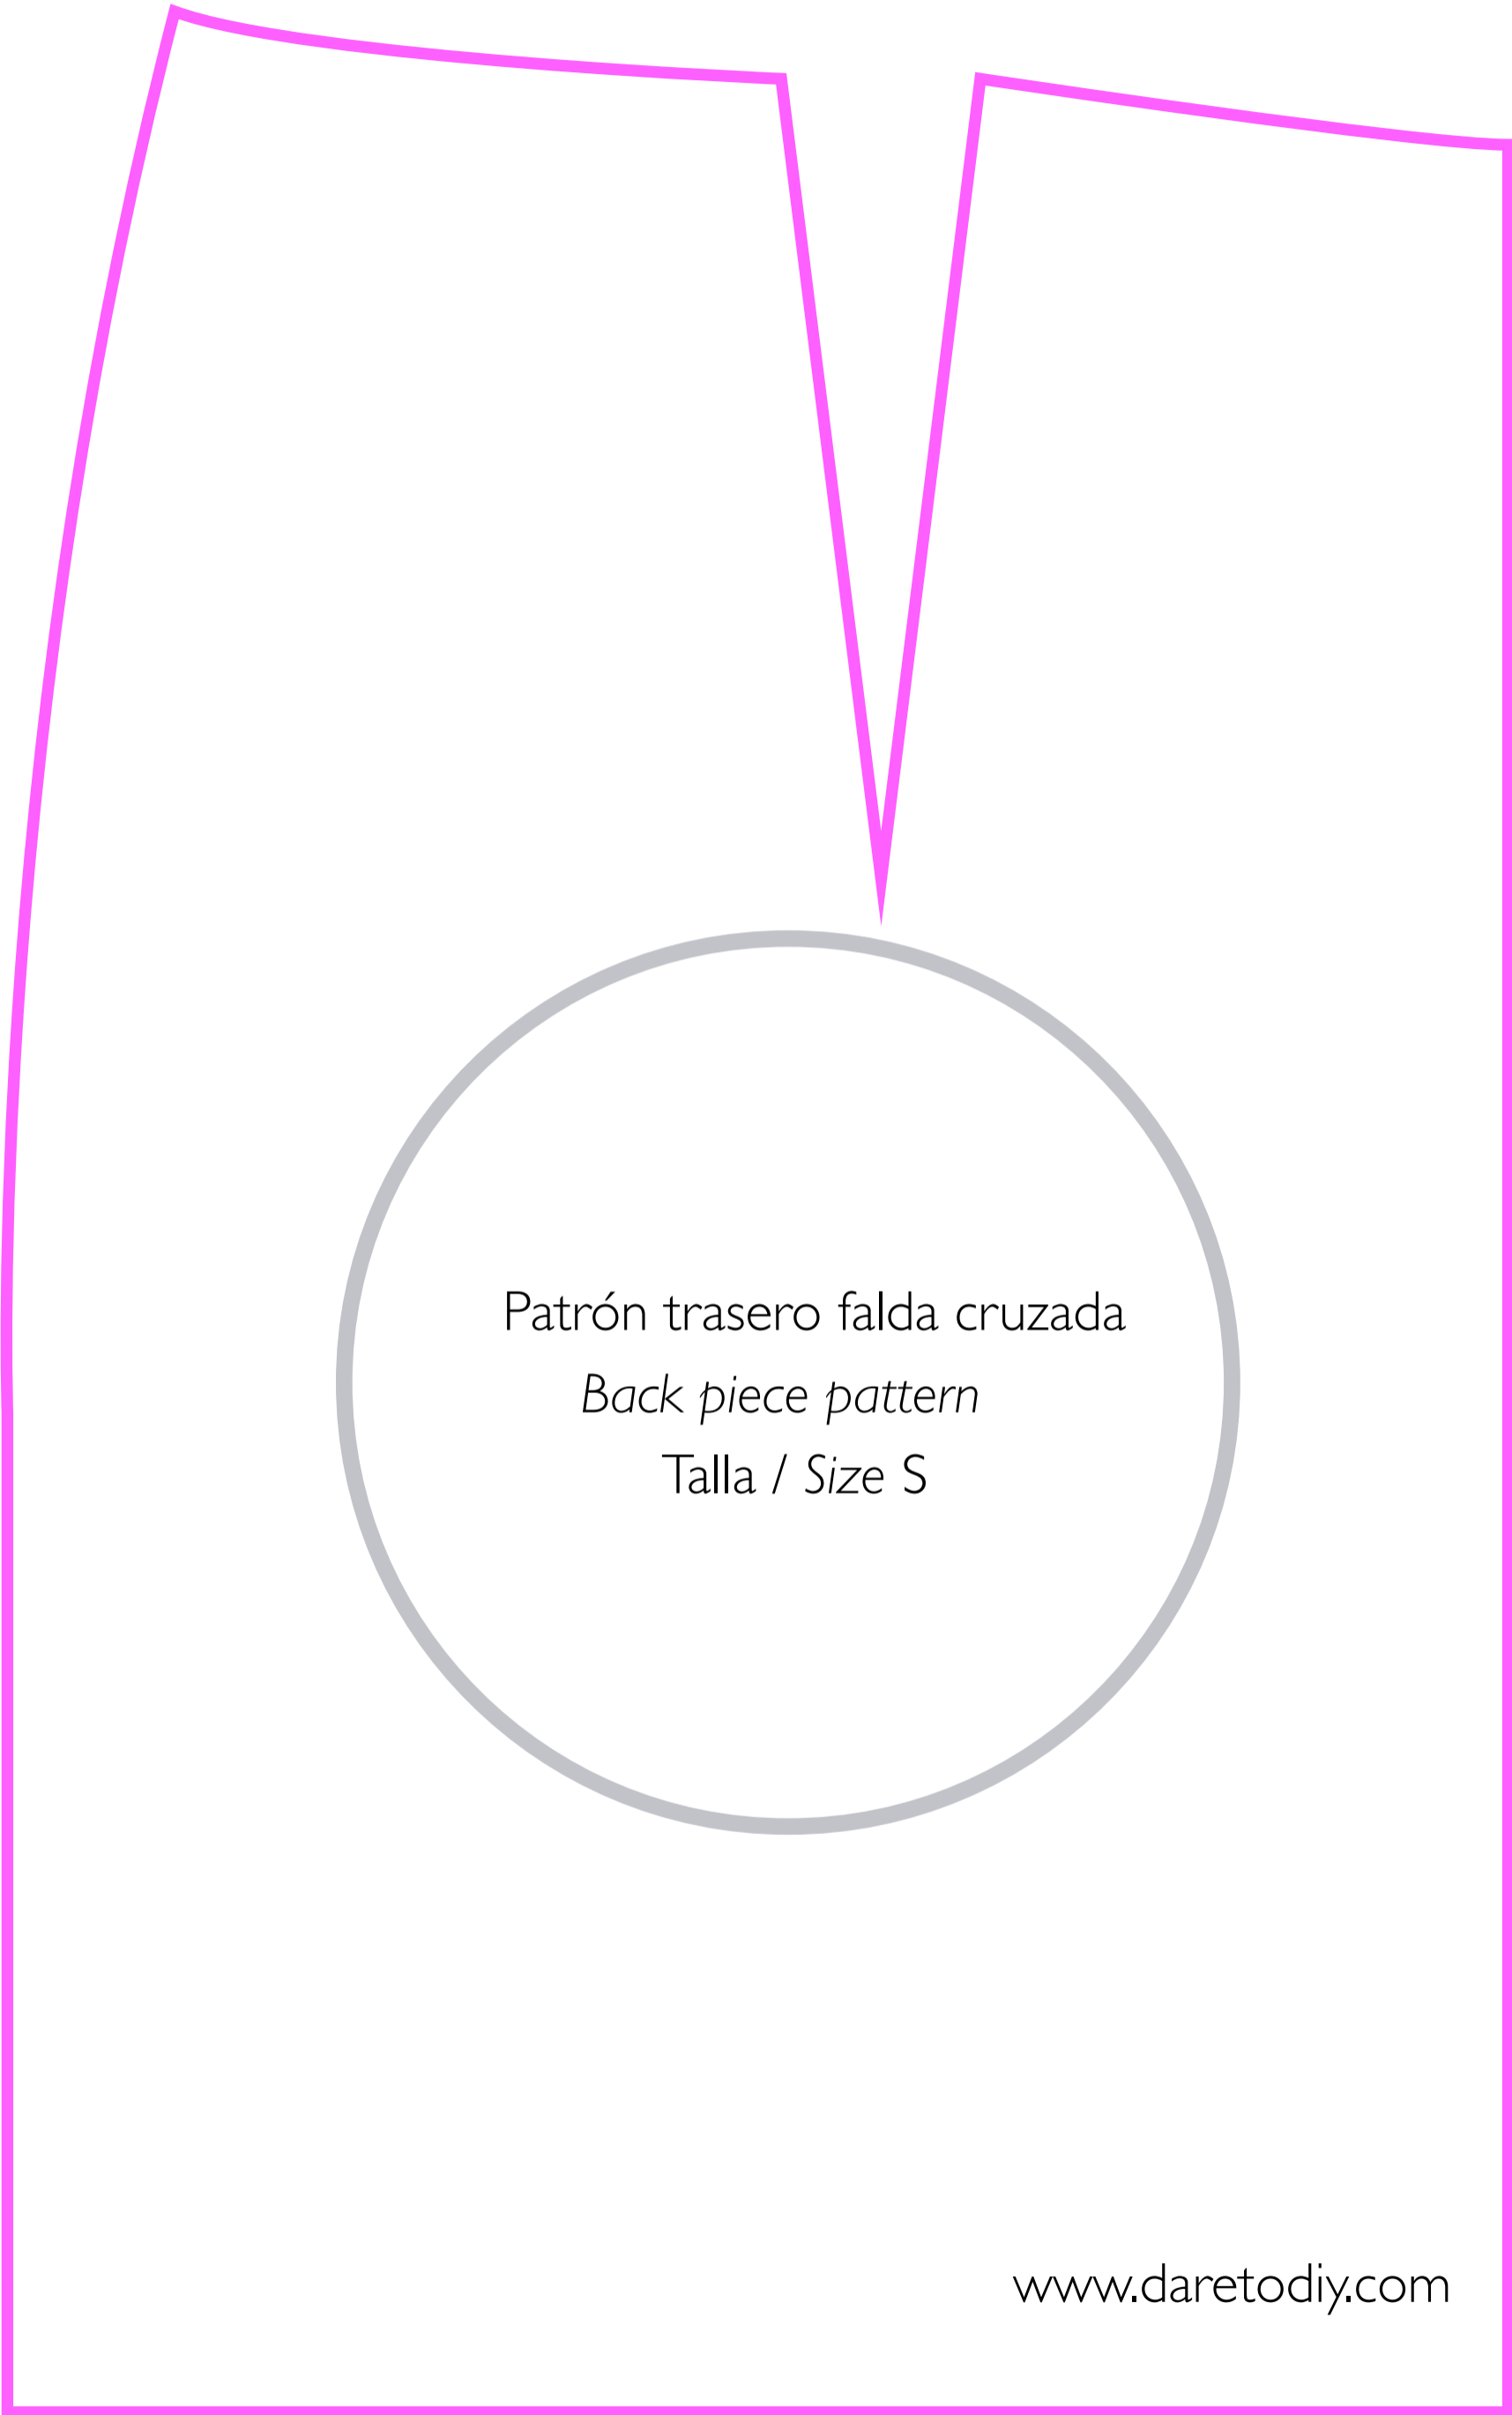 Patrón trasero falda cruzada
Back piece pattern
Talla / Size S
www.daretodiy.com